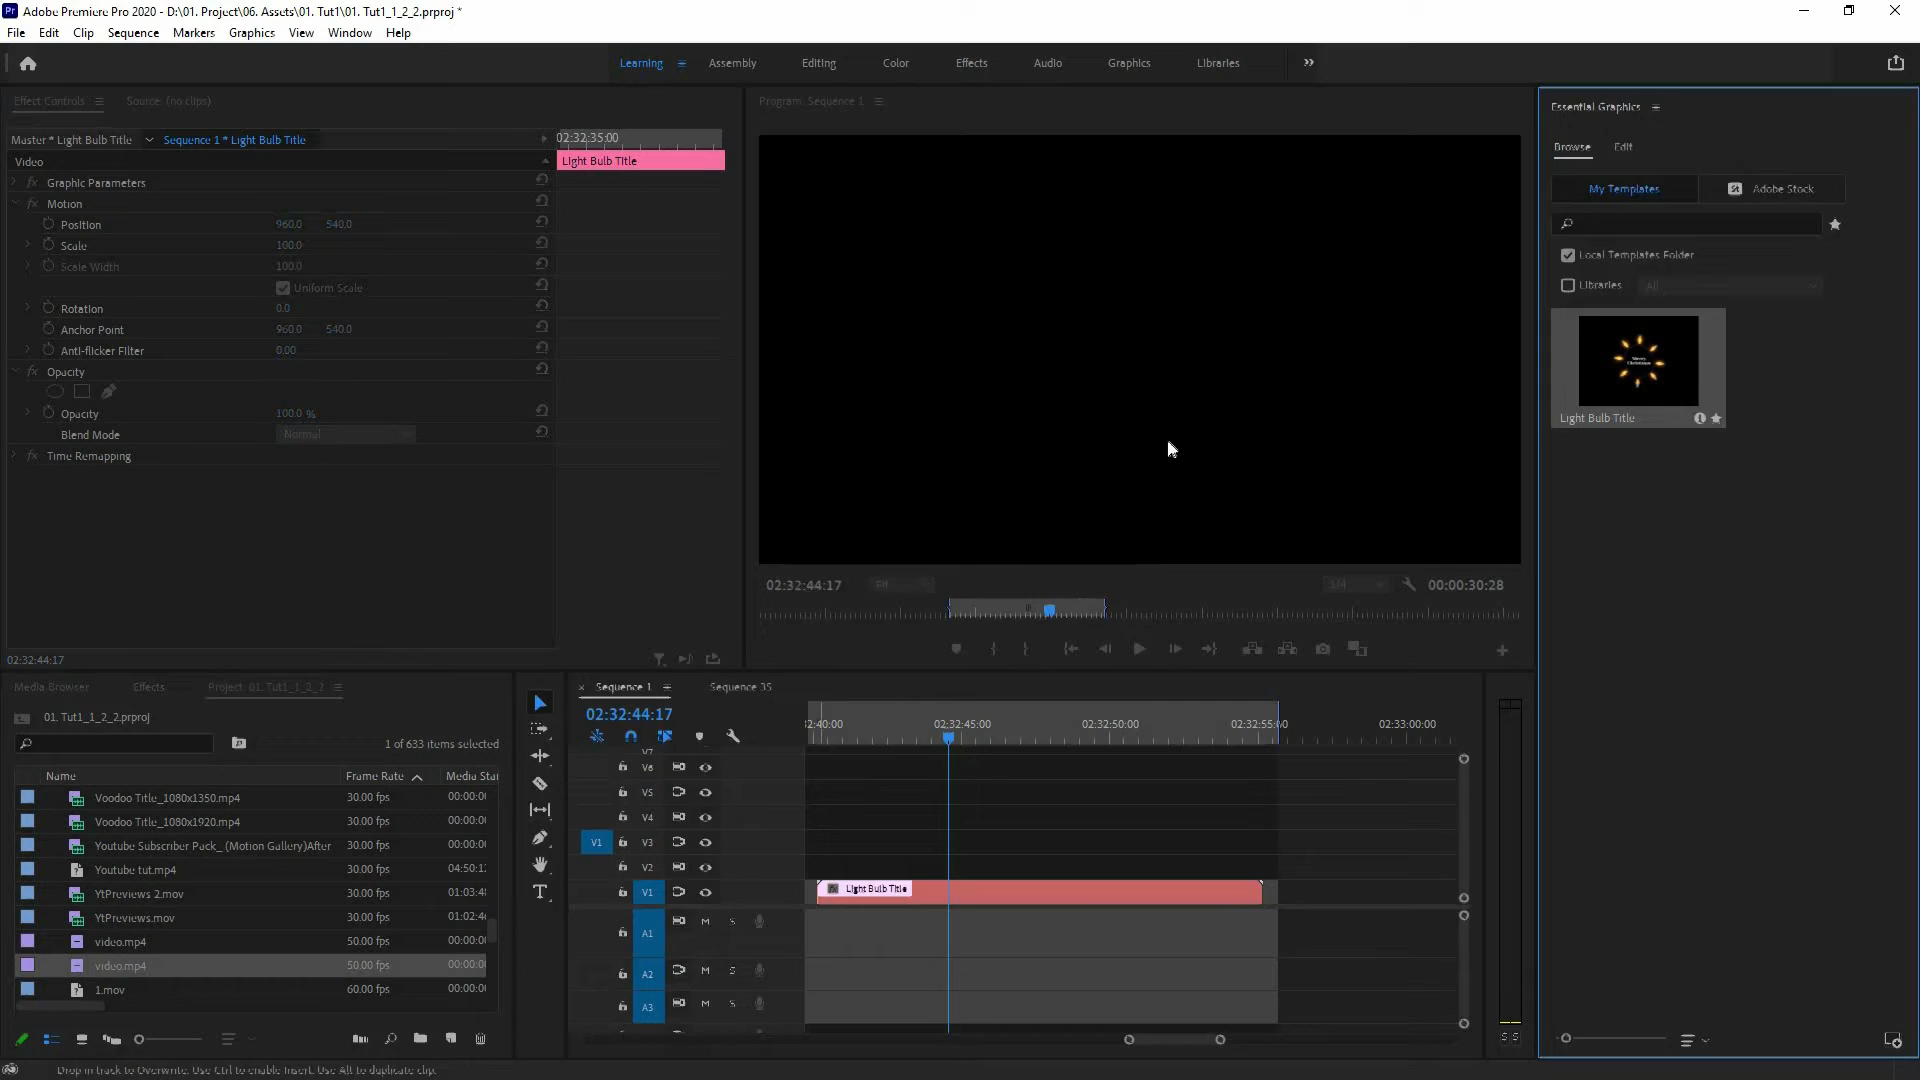 Adobe Premiere Pro 2020 - D:\01. Project\06. Assets\01. Tut1\01. Tut1_1_2_2.prproj *
File Edit Clip Sequence Markers Graphics View Window Help
Learning Assembly Editing Color Effects Audio Graphics Libraries
Effect Controls Source: (no clips)
Master * Light Bulb Title Sequence 1 * Light Bulb Title
02:32:35:00
Video
Light Bulb Title
fx Graphic Parameters
fx Motion
Position 960.0 540.0
Scale 100.0
Scale Width 100.0
Uniform Scale
Rotation 0.0
Anchor Point 960.0 540.0
Anti-flicker Filter 0.00
fx Opacity
Opacity 100.0 %
Blend Mode Normal
fx Time Remapping
02:32:44:17
Program: Sequence 1
02:32:44:17 Fit 1/4 00:00:30:28
Essential Graphics
Browse Edit
My Templates St Adobe Stock
Local Templates Folder
Libraries All
Merry
Christmas
Light Bulb Title
Media Browser Effects Project: 01. Tut1_1_2_2
01. Tut1_1_2_2.prproj
1 of 633 items selected
Name Frame Rate Media Star
Voodoo Title_1080x1350.mp4 30.00 fps 00:00:0
Voodoo Title_1080x1920.mp4 30.00 fps 00:00:0
Youtube Subscriber Pack_ (Motion Gallery)After 30.00 fps 00:00:0
Youtube tut.mp4 30.00 fps 04:50:1
YtPreviews 2.mov 30.00 fps 01:03:4
YtPreviews.mov 30.00 fps 01:02:4
video.mp4 50.00 fps 00:00:0
video.mp4 50.00 fps 00:00:0
1.mov 60.00 fps 00:00:0
Sequence 1 Sequence 3S
02:32:44:17
:32:40:00 02:32:45:00 02:32:50:00 02:32:55:00 02:33:00:00
V7
V6
V5
V4
V1 V3
V2
V1 fx Light Bulb Title
A1 M S
A2 M S
A3 M S
S S
Drop in track to Overwrite. Use Ctrl to enable Insert. Use Alt to duplicate clip.